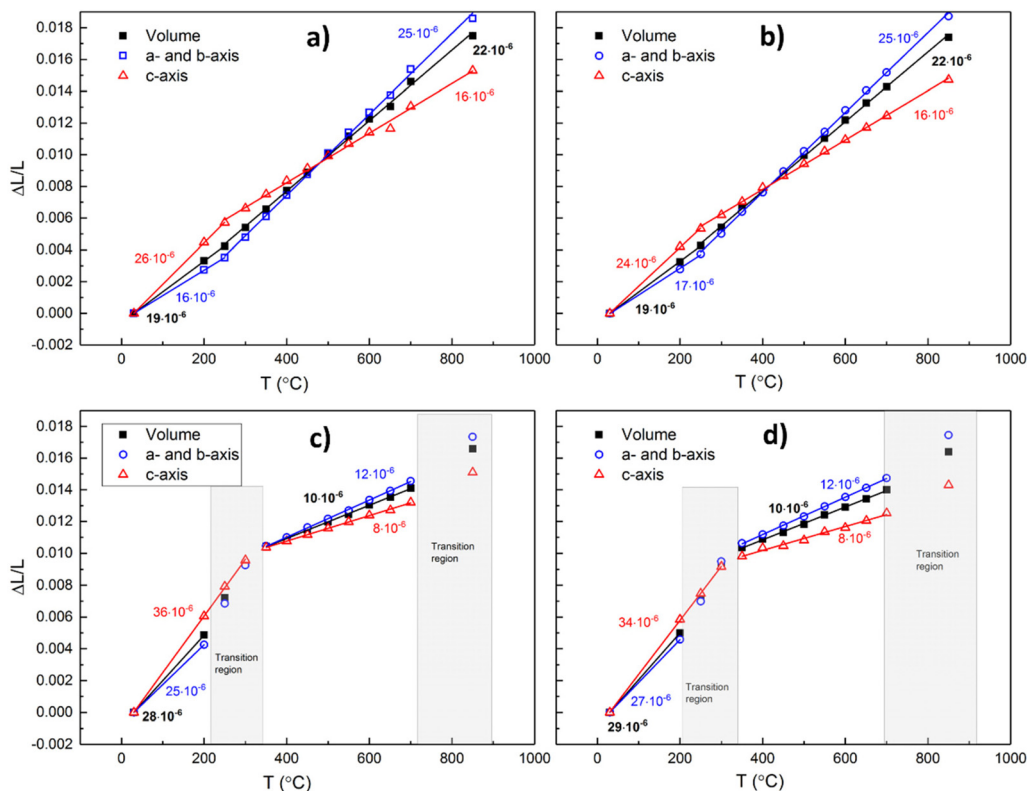 a)
Volume
a- and b-axis
c-axis
25·10-6
22·10-6
16·10-6
26·10-6
16·10-6
19·10-6
ΔL/L
0.018
0.016
0.014
0.012
0.010
0.008
0.006
0.004
0.002
0.000
-0.002
0 200 400 600 800 1000
T (°C)
b)
Volume
a- and b-axis
c-axis
25·10-6
22·10-6
16·10-6
24·10-6
17·10-6
19·10-6
0 200 400 600 800 1000
T (°C)
c)
Volume
a- and b-axis
c-axis
12·10-6
10·10-6
8·10-6
36·10-6
25·10-6
28·10-6
Transition
region
Transition
region
ΔL/L
0.018
0.016
0.014
0.012
0.010
0.008
0.006
0.004
0.002
0.000
-0.002
0 200 400 600 800 1000
T (°C)
d)
Volume
a- and b-axis
c-axis
12·10-6
10·10-6
8·10-6
34·10-6
27·10-6
29·10-6
Transition
region
Transition
region
0 200 400 600 800 1000
T (°C)